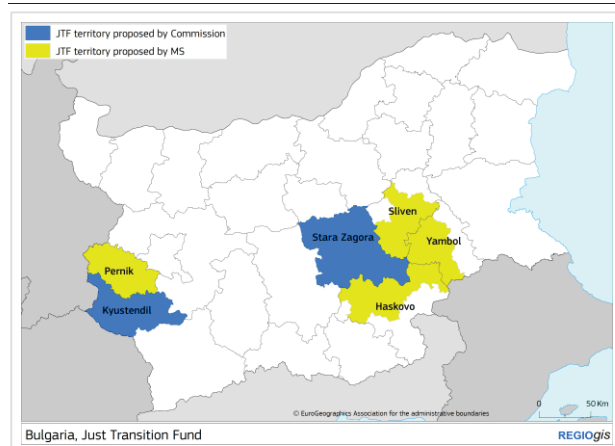 JTF territory proposed by Commission
JTF territory proposed by MS
Sliven
Stara Zagora
Yambol
Pernik
Kyustendil
Haskovo
© EuroGeographics Association for the administrative boundaries
0 50 Km
Bulgaria, Just Transition Fund
REGIOgis